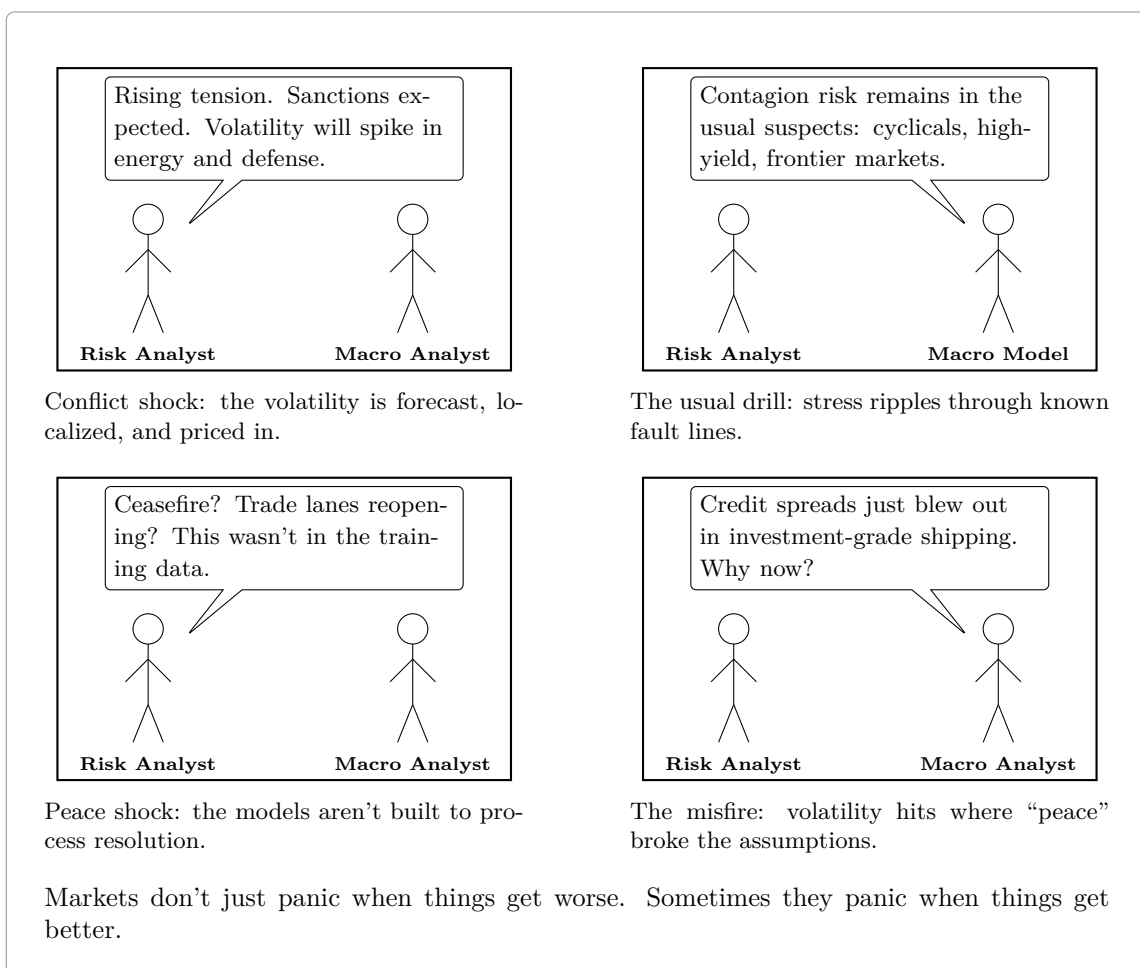 Rising tension. Sanctions ex-
pected. Volatility will spike in
energy and defense.
Risk Analyst
Macro Analyst
Conflict shock: the volatility is forecast, lo-
calized, and priced in.
Contagion risk remains in the
usual suspects: cyclicals, high-
yield, frontier markets.
Risk Analyst
Macro Model
The usual drill: stress ripples through known
fault lines.
Ceasefire? Trade lanes reopen-
ing? This wasn't in the train-
ing data.
Risk Analyst
Macro Analyst
Peace shock: the models aren't built to pro-
cess resolution.
Credit spreads just blew out
in investment-grade shipping.
Why now?
Risk Analyst
Macro Analyst
The misfire: volatility hits where “peace”
broke the assumptions.
Markets don't just panic when things get worse. Sometimes they panic when things get
better.